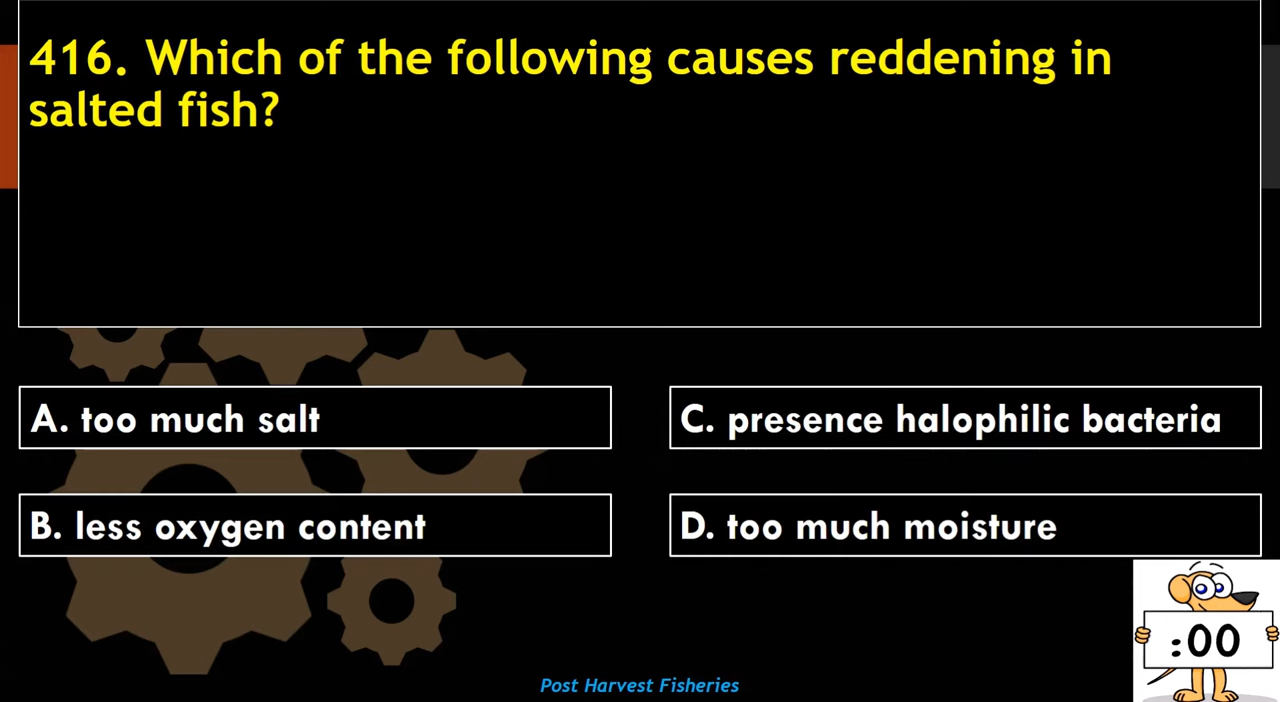 416. Which of the following causes reddening in
salted fish?
A. too much salt
C. presence halophilic bacteria
B. less oxygen content
D. too much moisture
:00
Post Harvest Fisheries